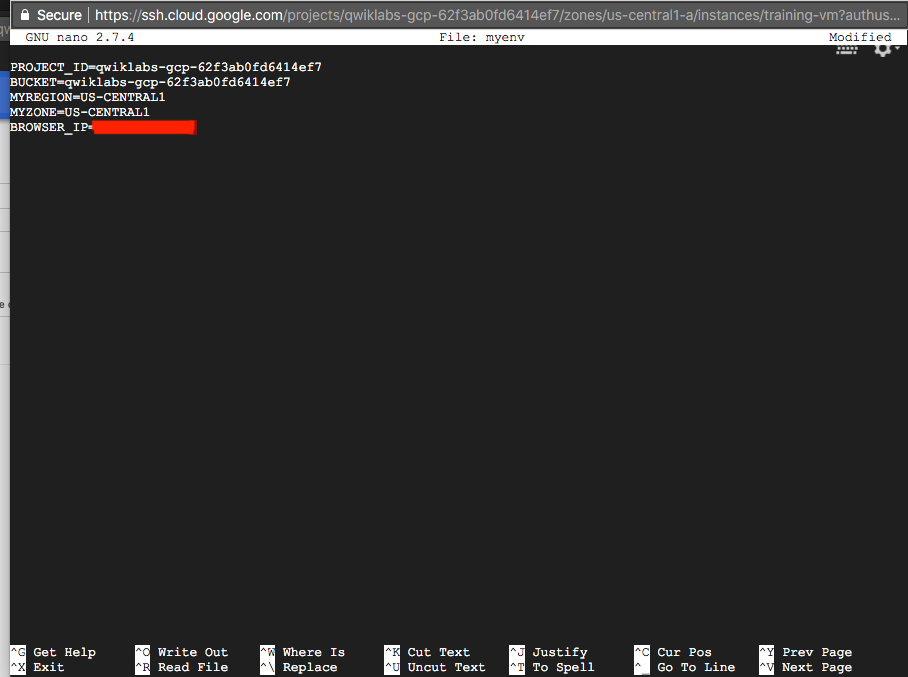 Secure https://ssh.cloud.google.com/projects/qwiklabs-gcp-62f3ab0fd6414ef7/zones/us-central1-a/instances/training-vm?authus...
GNU nano 2.7.4 File: myenv Modified
PROJECT_ID=qwiklabs-gcp-62f3ab0fd6414ef7
BUCKET=qwiklabs-gcp-62f3ab0fd6414ef7
MYREGION=US-CENTRAL1
MYZONE=US-CENTRAL1
BROWSER_IP=
^G Get Help ^O Write Out ^W Where Is ^K Cut Text ^J Justify ^C Cur Pos ^Y Prev Page
^X Exit ^R Read File ^\ Replace ^U Uncut Text ^T To Spell ^_ Go To Line ^V Next Page